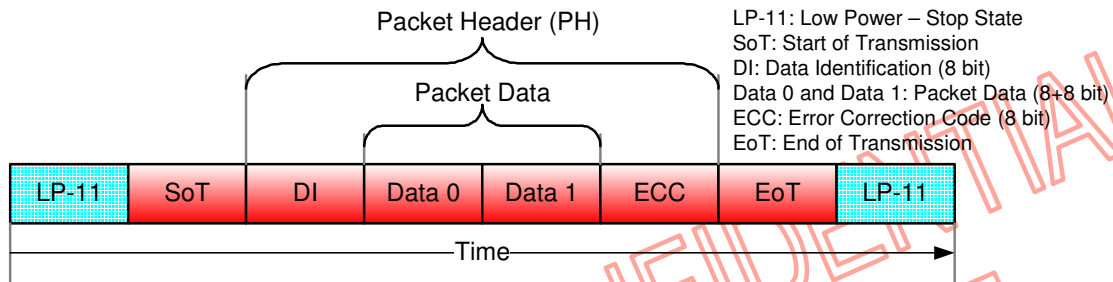 Packet Header (PH)
Packet Data
LP-11: Low Power – Stop State
SoT: Start of Transmission
DI: Data Identification (8 bit)
Data 0 and Data 1: Packet Data (8+8 bit)
ECC: Error Correction Code (8 bit)
EoT: End of Transmission
LP-11 SoT DI Data 0 Data 1 ECC EoT LP-11
Time